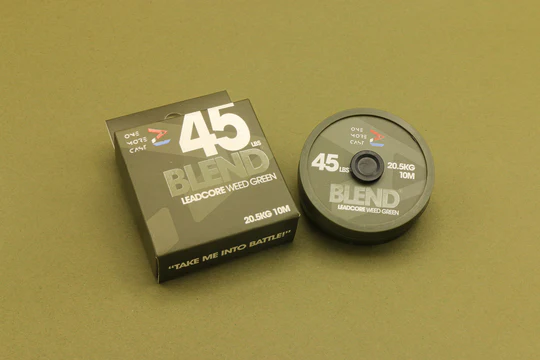 ONE
MORE
CAST
45 LBS
BLEND
LEADCORE WEED GREEN
20.5KG 10M
"TAKE ME INTO BATTLE!"
ONE
MORE
CAST
45 LBS
20.5KG
10M
BLEND
LEADCORE WEED GREEN